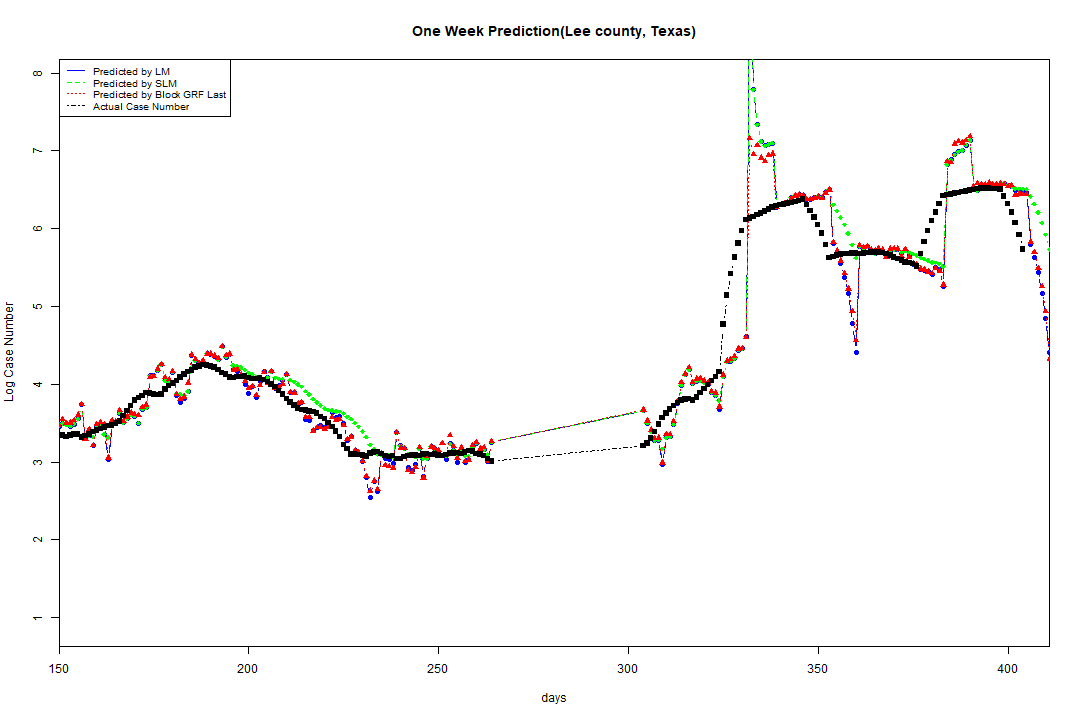 One Week Prediction(Lee county, Texas)
Predicted by LM
Predicted by SLM
Predicted by Block GRF Last
Actual Case Number
8
7
6
5
4
3
2
1
Log Case Number
150 200 250 300 350 400
days